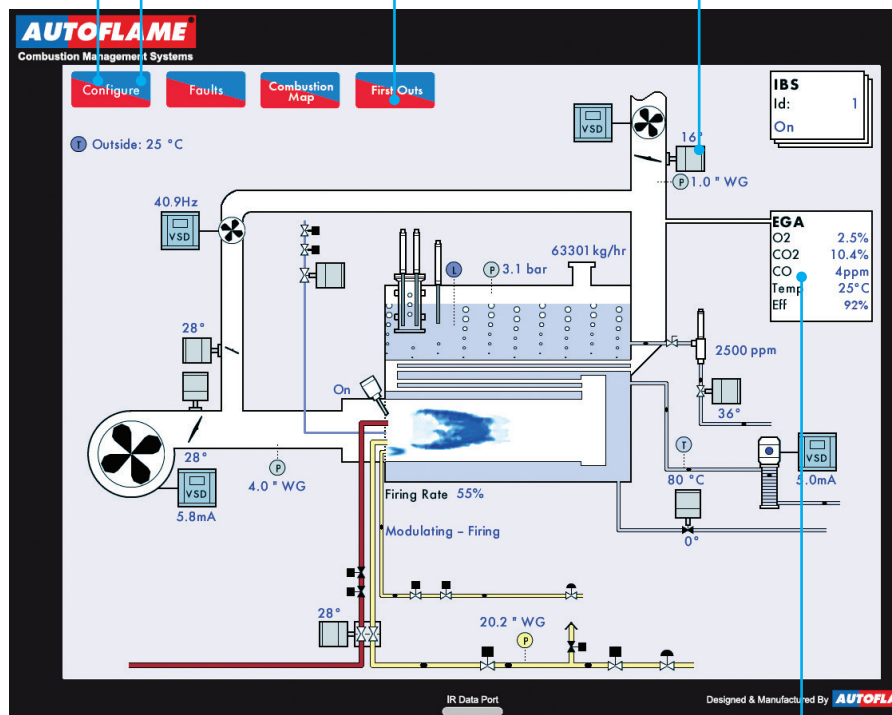 AUTOFLAME
Combustion Management Systems
Configure
Faults
Combustion
Map
First Outs
IBS
Id: 1
On
T Outside: 25 °C
VSD
16°
P 1.0 " WG
40.9Hz
VSD
EGA
O2 2.5%
CO2 10.4%
CO 4ppm
Temp 25°C
Eff 92%
L
P 3.1 bar
63301 kg/hr
28°
2500 ppm
On
36°
28°
P
4.0 " WG
VSD
5.8mA
T
80 °C
VSD
5.0mA
Firing Rate 55%
Modulating – Firing
0°
28°
20.2 " WG
P
IR Data Port
Designed & Manufactured By AUTOFLA